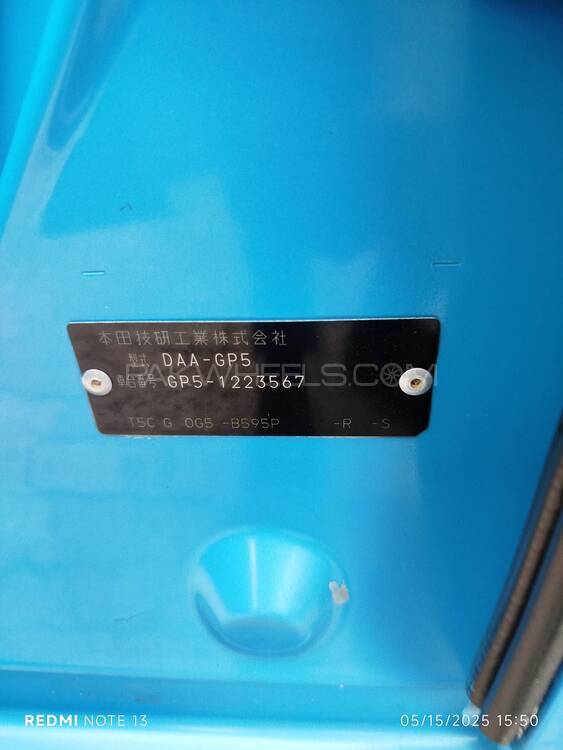 本田技研工業株式会社
型式 DAA-GP5
PAKWHEELS.COM
車台番号 GP5-1223567
T5C G 0G5 -B595P -R -S
REDMI NOTE 13
05/15/2025 15:50